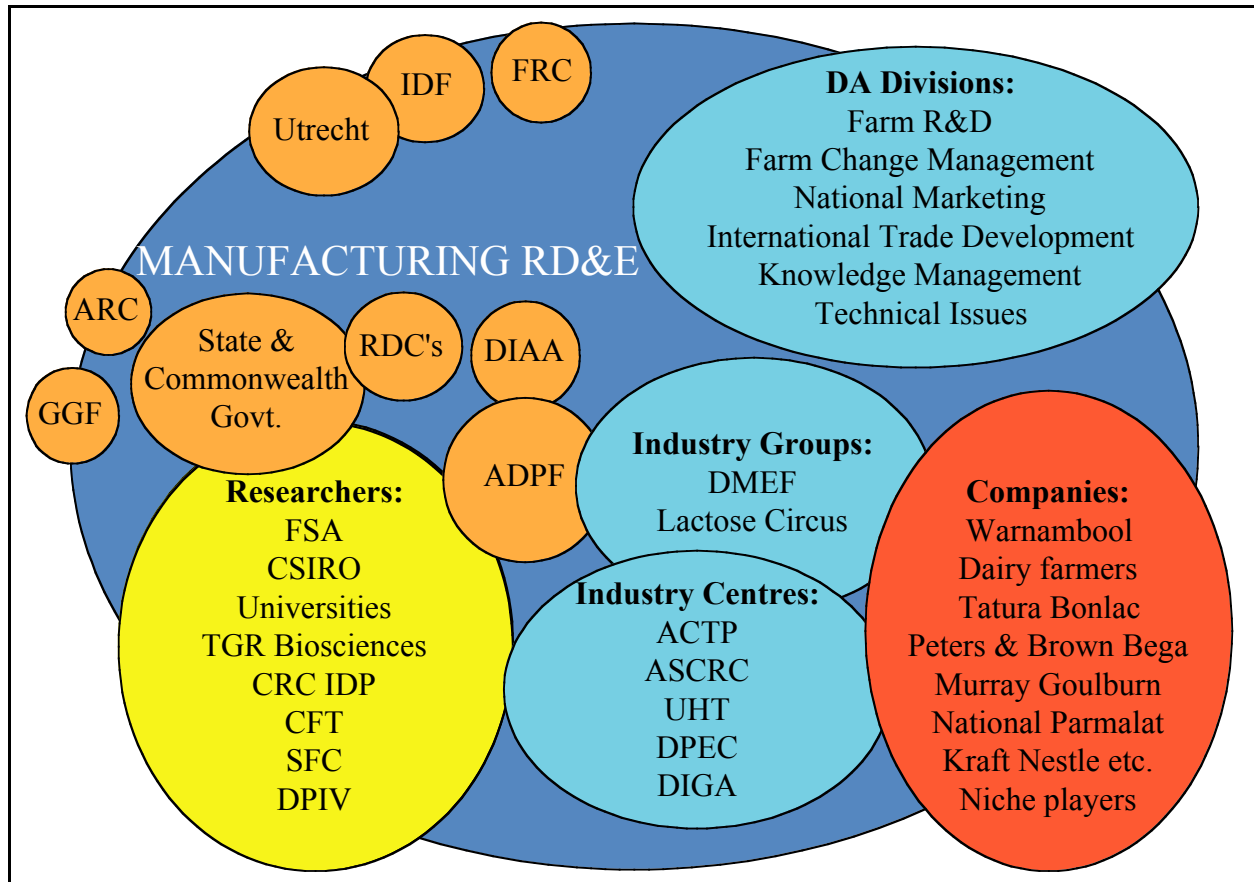 FRC
IDF
Utrecht
DA Divisions:
Farm R&D
Farm Change Management
National Marketing
International Trade Development
Knowledge Management
Technical Issues
MANUFACTURING RD&E
ARC
State &
Commonwealth
Govt.
RDC's
DIAA
GGF
ADPF
Industry Groups:
DMEF
Lactose Circus
Researchers:
FSA
CSIRO
Universities
TGR Biosciences
CRC IDP
CFT
SFC
DPIV
Industry Centres:
ACTP
ASCRC
UHT
DPEC
DIGA
Companies:
Warnambool
Dairy farmers
Tatura Bonlac
Peters & Brown Bega
Murray Goulburn
National Parmalat
Kraft Nestle etc.
Niche players